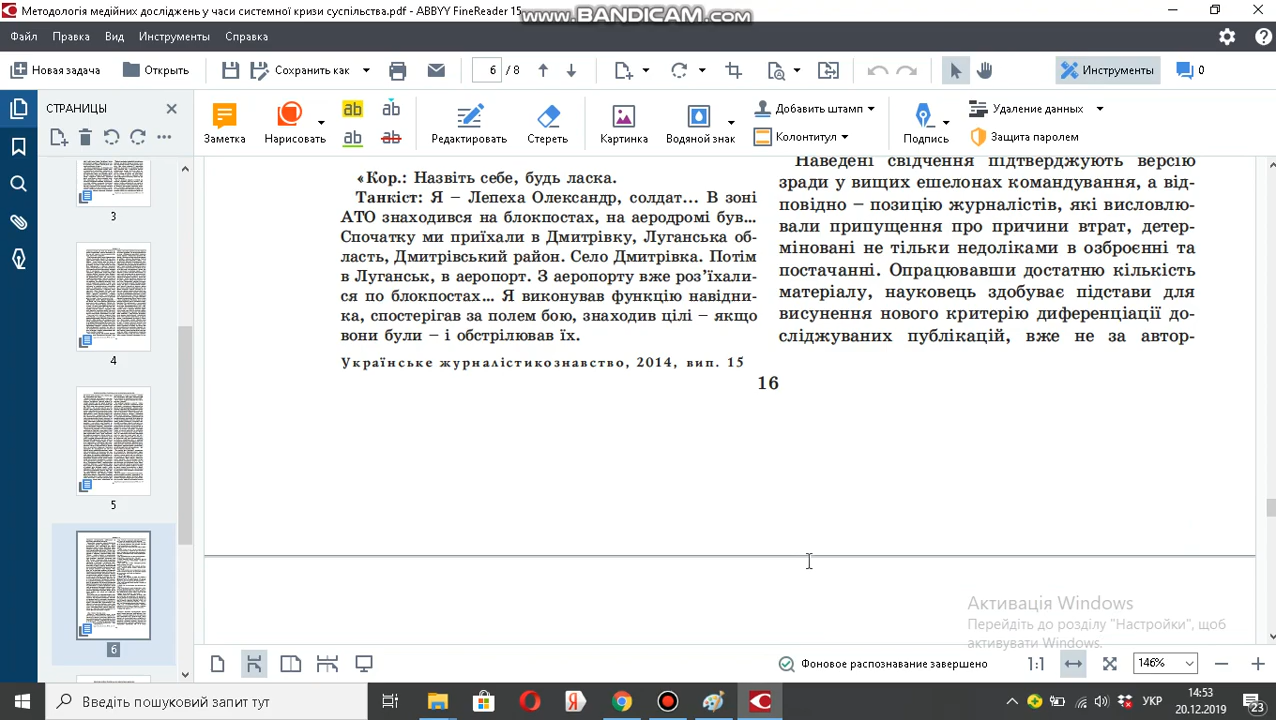 Методологія медійних досліджень у часи системної кризи суспільства.pdf - ABBYY FineReader 15
www.BANDICAM.com
Файл Правка Вид Инструменты Справка
Новая задача Открыть Сохранить как 6 / 8 Инструменты 0
СТРАНИЦЫ
Заметка Нарисовать Редактировать Стереть Картинка Водяной знак Добавить штамп Колонтитул Подпись Удаление данных Защита паролем
3
4
5
6
«Кор.: Назвіть себе, будь ласка.
Танкіст: Я – Лепеха Олександр, солдат... В зоні
АТО знаходився на блокпостах, на аеродромі був...
Спочатку ми приїхали в Дмитрівку, Луганська об-
ласть, Дмитрівський район. Село Дмитрівка. Потім
в Луганськ, в аеропорт. З аеропорту вже роз’їхали-
ся по блокпостах... Я виконував функцію навідни-
ка, спостерігав за полем бою, знаходив цілі – якщо
вони були – і обстрілював їх.
Українське журналістикознавство, 2014, вип. 15
Наведені свідчення підтверджують версію
зради у вищих ешелонах командування, а від-
повідно – позицію журналістів, які висловлю-
вали припущення про причини втрат, детер-
міновані не тільки недоліками в озброєнні та
постачанні. Опрацювавши достатню кількість
матеріалу, науковець здобуває підстави для
висунення нового критерію диференціації до-
сліджуваних публікацій, вже не за автор-
16
Активація Windows
Перейдіть до розділу "Настройки", щоб
активувати Windows.
Фоновое распознавание завершено 1:1 146%
Введіть пошуковий запит тут
УКР
14:53
20.12.2019
23